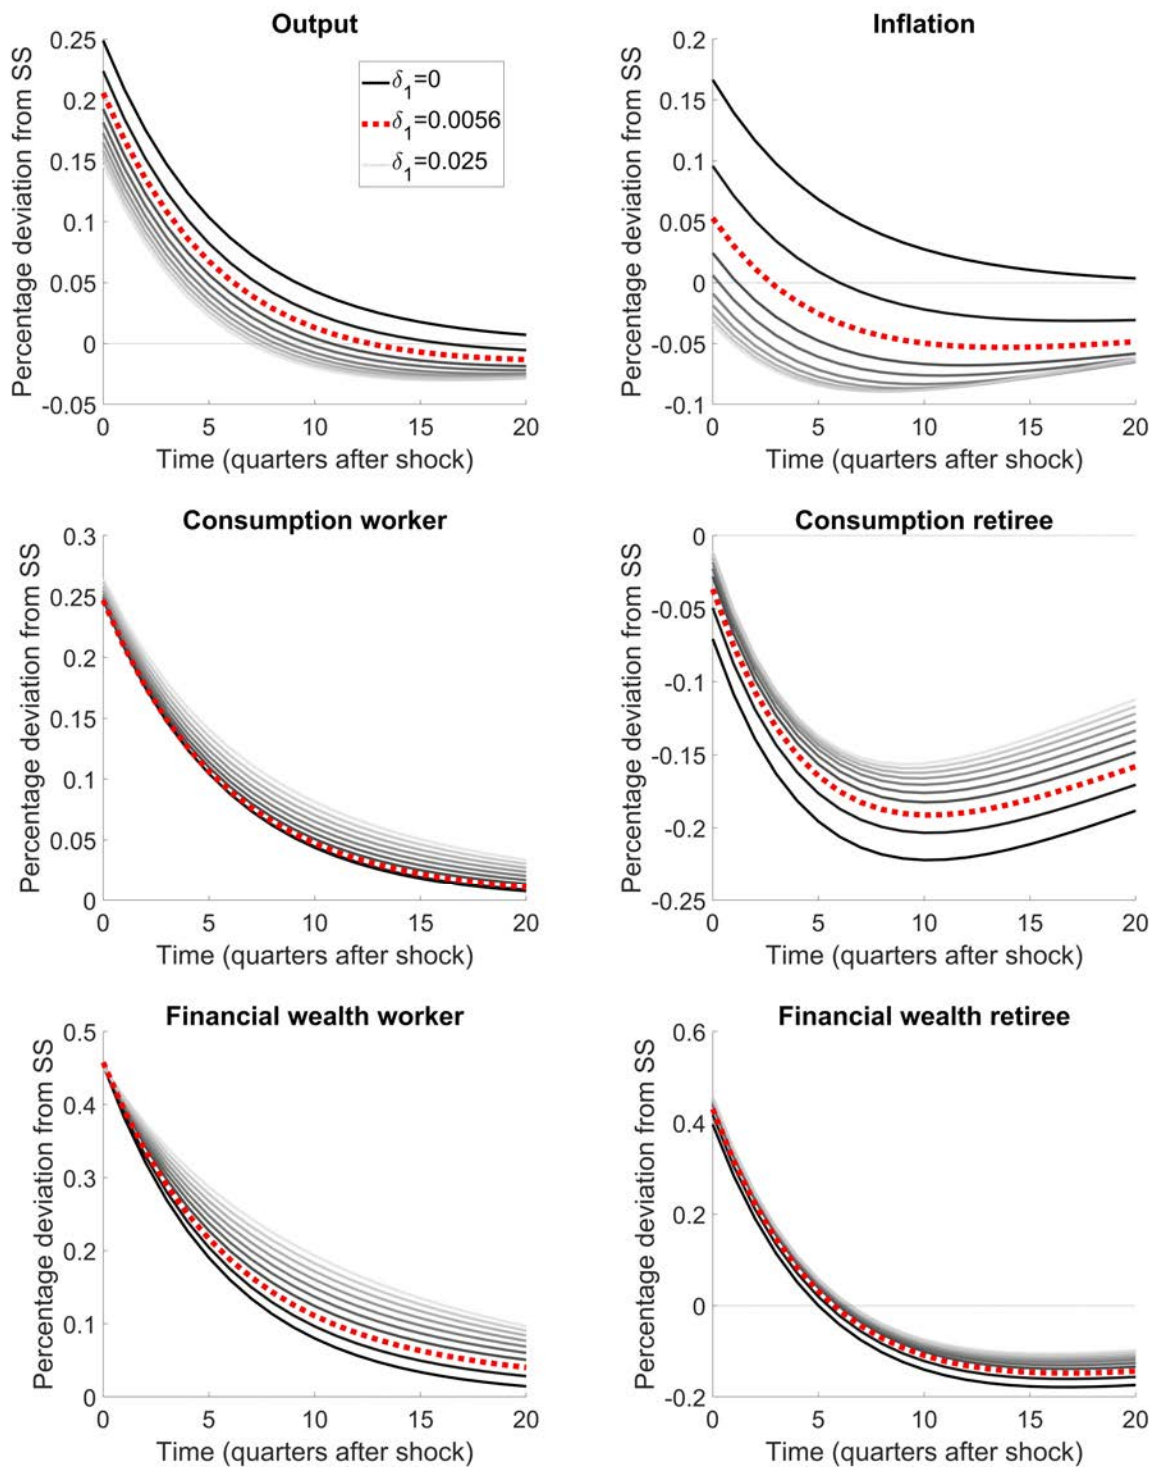 Output
Percentage deviation from SS
0.25
0.2
0.15
0.1
0.05
0
-0.05
δ1=0
δ1=0.0056
δ1=0.025
0 5 10 15 20
Time (quarters after shock)
Inflation
Percentage deviation from SS
0.2
0.15
0.1
0.05
0
-0.05
-0.1
0 5 10 15 20
Time (quarters after shock)
Consumption worker
Percentage deviation from SS
0.3
0.25
0.2
0.15
0.1
0.05
0
0 5 10 15 20
Time (quarters after shock)
Consumption retiree
Percentage deviation from SS
0
-0.05
-0.1
-0.15
-0.2
-0.25
0 5 10 15 20
Time (quarters after shock)
Financial wealth worker
Percentage deviation from SS
0.5
0.4
0.3
0.2
0.1
0
0 5 10 15 20
Time (quarters after shock)
Financial wealth retiree
Percentage deviation from SS
0.6
0.4
0.2
0
-0.2
0 5 10 15 20
Time (quarters after shock)